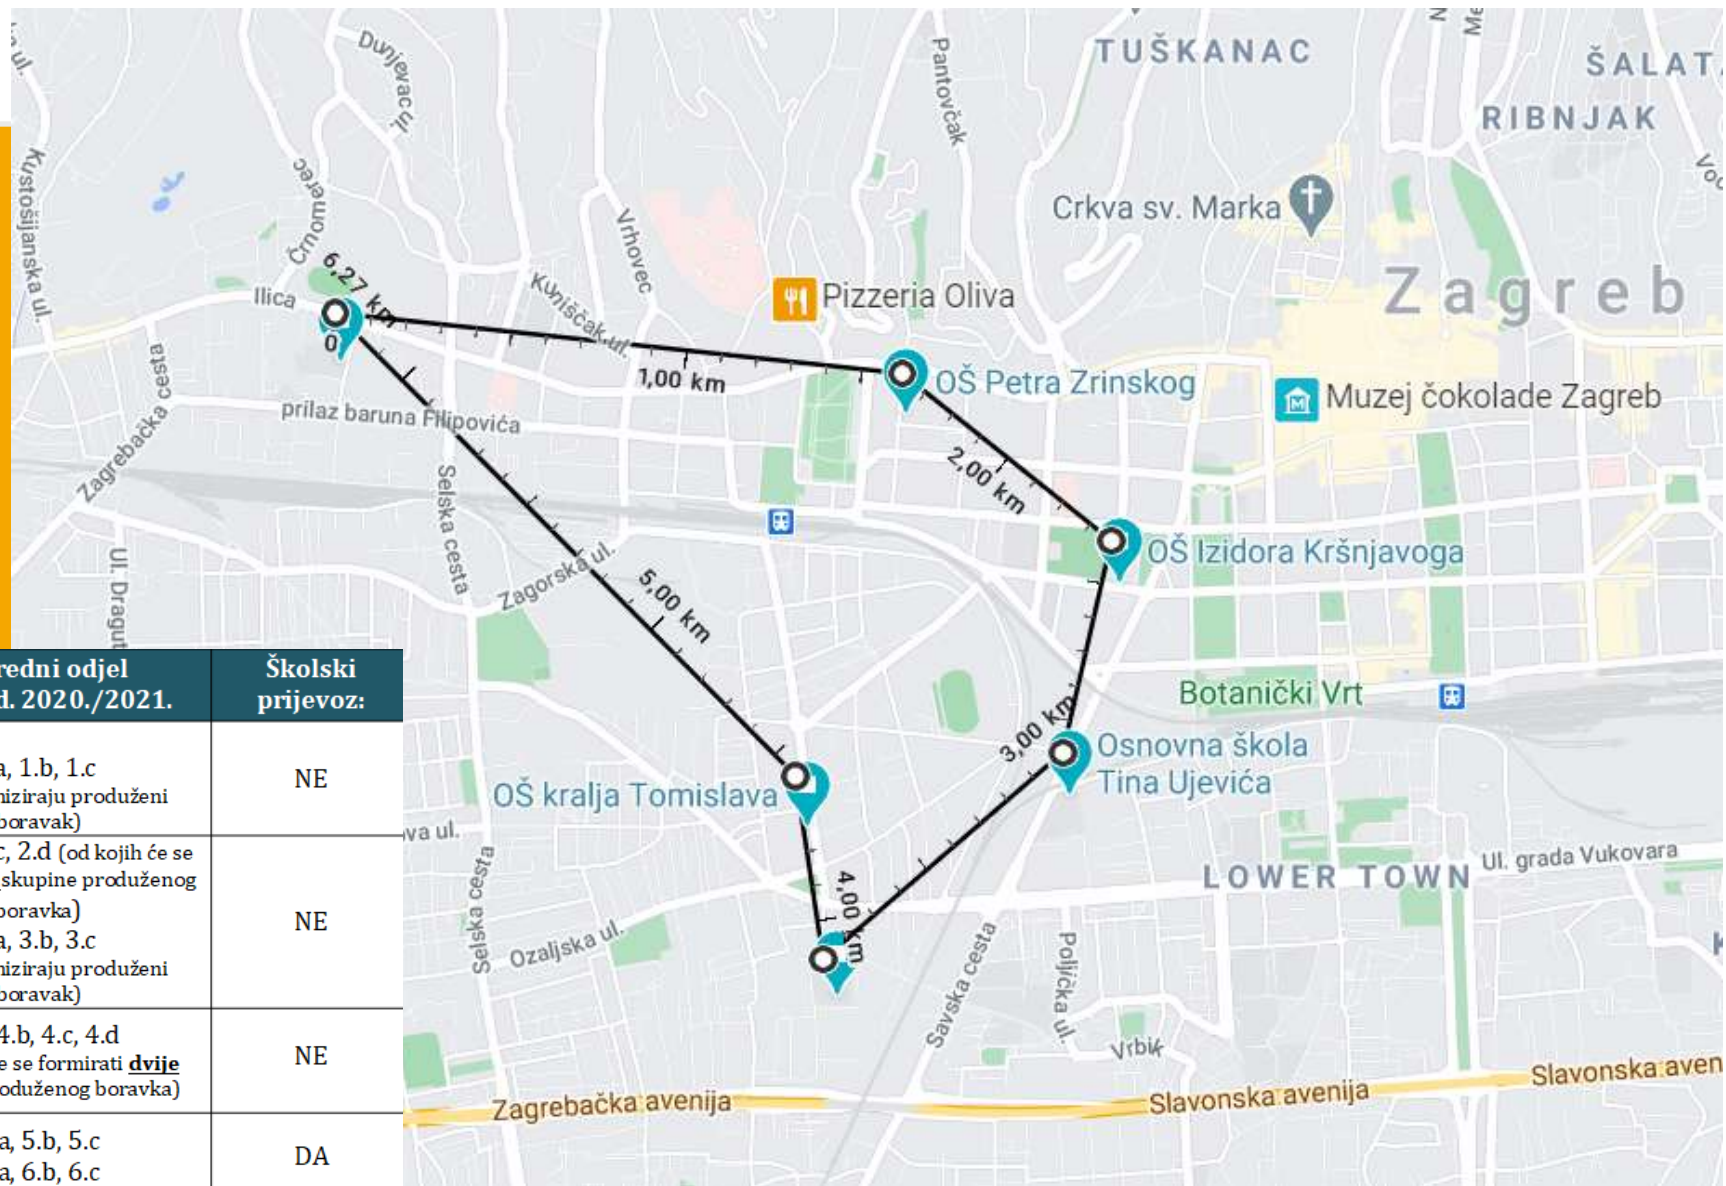 Dunjevac ul.
Pantovčak
TUŠKANAC
RIBNJAK
Crkva sv. Marka
Zagreb
Črnomerec
Vrhovec
Kuniščak ul.
Ilica
6,27 km
0
Pizzeria Oliva
1,00 km
OŠ Petra Zrinskog
Muzej čokolade Zagreb
Krstošijanska ul.
Zagrebačka cesta
prilaz baruna Filipovića
Selska cesta
2,00 km
OŠ Izidora Kršnjavoga
Zagorska ul.
5,00 km
Ul. Dragut
Botanički Vrt
3,00 km
Osnovna škola
Tina Ujevića
OŠ kralja Tomislava
va ul.
4,00 km
LOWER TOWN
Ul. grada Vukovara
Selska cesta
Ozaljska ul.
Savska cesta
Poljička ul.
Vrbik
Zagrebačka avenija
Slavonska avenija
Slavonska aven
redni odjel
d. 2020./2021.
Školski
prijevoz:
a, 1.b, 1.c
niziraju produženi
boravak)
NE
c, 2.d (od kojih će se
skupine produženog
boravka)
a, 3.b, 3.c
niziraju produženi
boravak)
NE
4.b, 4.c, 4.d
e se formirati dvije
oduženog boravka)
NE
a, 5.b, 5.c
a, 6.b, 6.c
DA